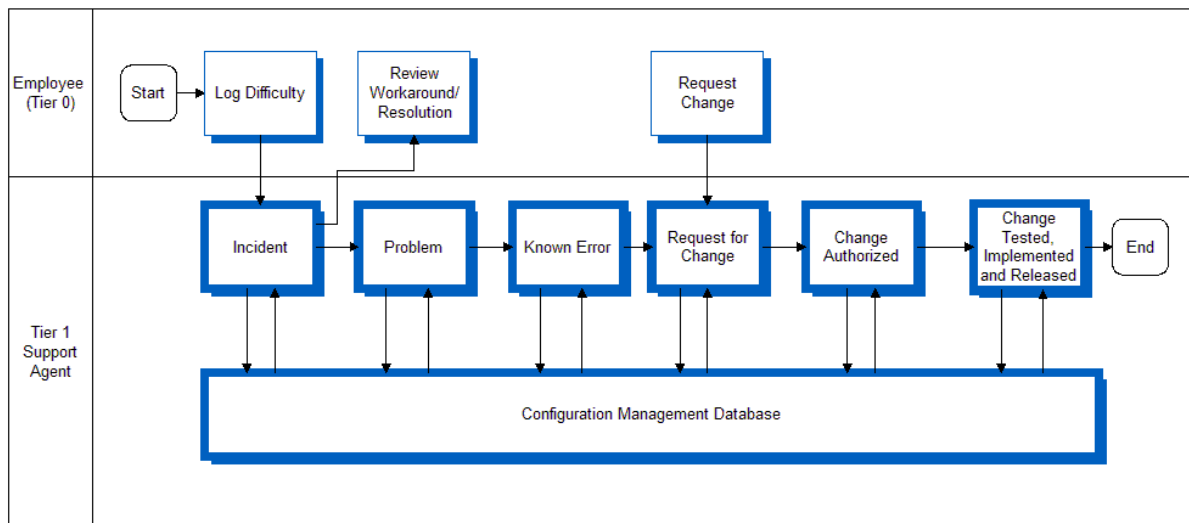 Employee
(Tier 0)
Start
Log Difficulty
Review
Workaround/
Resolution
Request
Change
Tier 1
Support
Agent
Incident
Problem
Known Error
Request for
Change
Change
Authorized
Change
Tested,
Implemented
and Released
End
Configuration Management Database